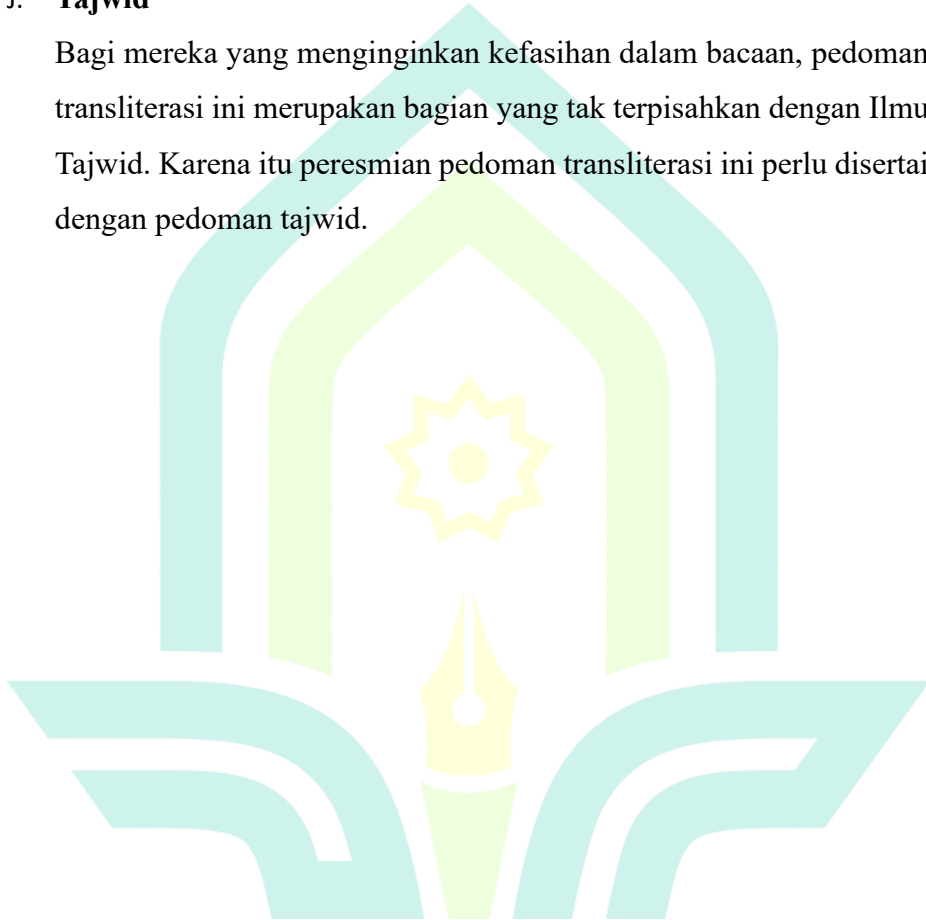 J. Tajwid
Bagi mereka yang menginginkan kefasihan dalam bacaan, pedoman
transliterasi ini merupakan bagian yang tak terpisahkan dengan Ilmu
Tajwid. Karena itu peresmian pedoman transliterasi ini perlu disertai
dengan pedoman tajwid.